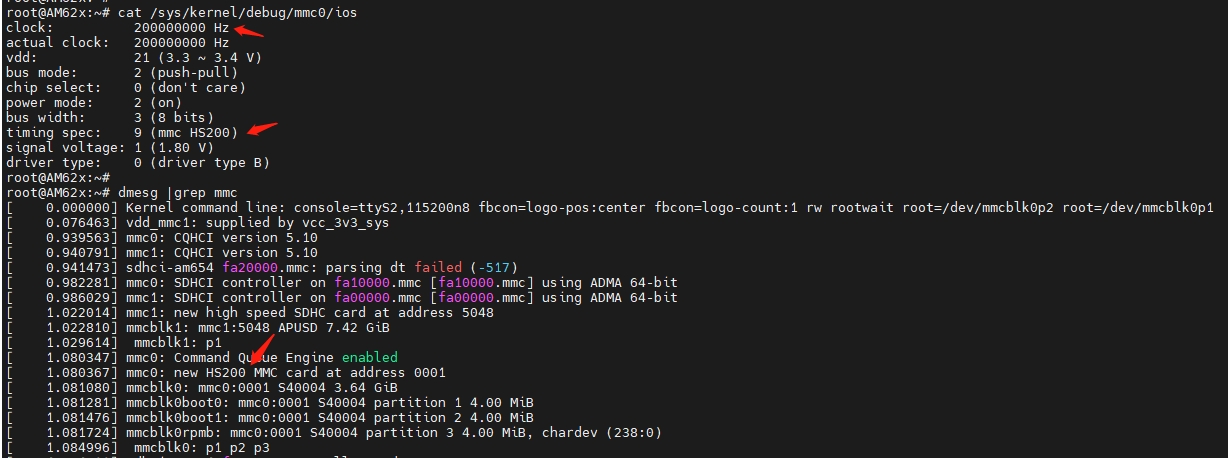 root@AM62x:~#
root@AM62x:~# cat /sys/kernel/debug/mmc0/ios
clock:          200000000 Hz
actual clock:   200000000 Hz
vdd:            21 (3.3 ~ 3.4 V)
bus mode:       2 (push-pull)
chip select:    0 (don't care)
power mode:     2 (on)
bus width:      3 (8 bits)
timing spec:    9 (mmc HS200)
signal voltage: 1 (1.80 V)
driver type:    0 (driver type B)
root@AM62x:~#
root@AM62x:~# dmesg |grep mmc
[    0.000000] Kernel command line: console=ttyS2,115200n8 fbcon=logo-pos:center fbcon=logo-count:1 rw rootwait root=/dev/mmcblk0p2 root=/dev/mmcblk0p1
[    0.076463] vdd_mmc1: supplied by vcc_3v3_sys
[    0.939563] mmc0: CQHCI version 5.10
[    0.940791] mmc1: CQHCI version 5.10
[    0.941473] sdhci-am654 fa20000.mmc: parsing dt failed (-517)
[    0.982281] mmc0: SDHCI controller on fa10000.mmc [fa10000.mmc] using ADMA 64-bit
[    0.986029] mmc1: SDHCI controller on fa00000.mmc [fa00000.mmc] using ADMA 64-bit
[    1.022014] mmc1: new high speed SDHC card at address 5048
[    1.022810] mmcblk1: mmc1:5048 APUSD 7.42 GiB
[    1.029614]  mmcblk1: p1
[    1.080347] mmc0: Command Queue Engine enabled
[    1.080367] mmc0: new HS200 MMC card at address 0001
[    1.081080] mmcblk0: mmc0:0001 S40004 3.64 GiB
[    1.081281] mmcblk0boot0: mmc0:0001 S40004 partition 1 4.00 MiB
[    1.081476] mmcblk0boot1: mmc0:0001 S40004 partition 2 4.00 MiB
[    1.081724] mmcblk0rpmb: mmc0:0001 S40004 partition 3 4.00 MiB, chardev (238:0)
[    1.084996]  mmcblk0: p1 p2 p3